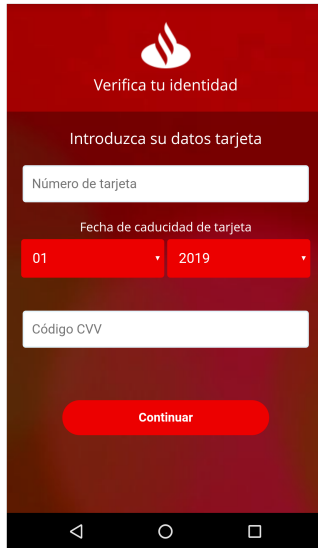 Verifica tu identidad
Introduzca su datos tarjeta
Número de tarjeta
Fecha de caducidad de tarjeta
01 2019
Código CVV
Continuar